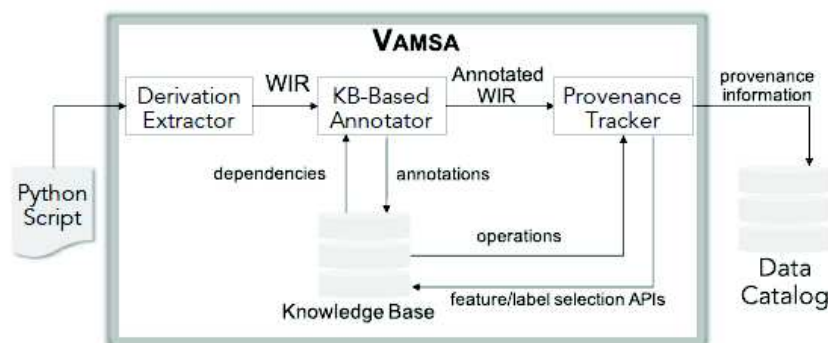 VAMSA
Python
Script
Derivation
Extractor
WIR
KB-Based
Annotator
Annotated
WIR
Provenance
Tracker
provenance
information
dependencies
annotations
operations
feature/label selection APIs
Knowledge Base
Data
Catalog